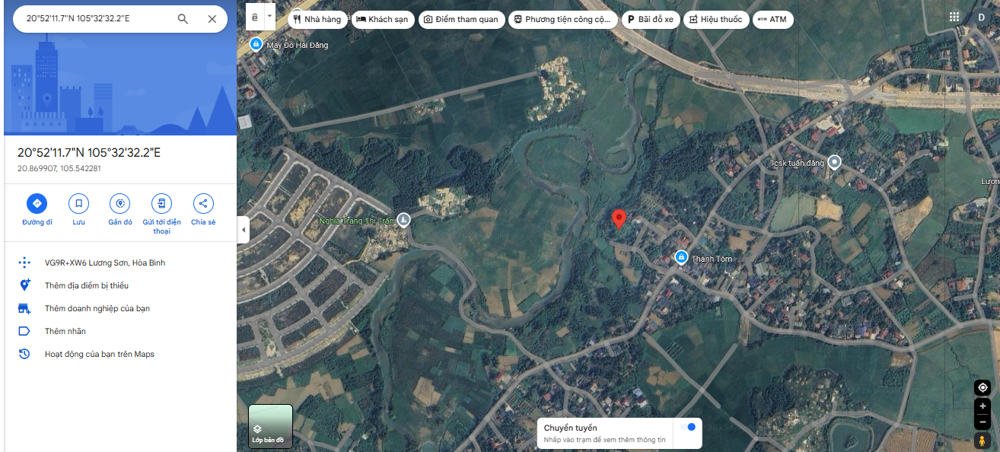 20°52'11.7"N 105°32'32.2"E
Nhà hàng
Khách sạn
Điểm tham quan
Phương tiện công cộ...
Bãi đỗ xe
Hiệu thuốc
ATM
D
20°52'11.7"N 105°32'32.2"E
20.869907, 105.542281
Đường đi
Lưu
Gần đó
Gửi tới điện
thoại
Chia sẻ
VG9R+XW6 Lương Sơn, Hòa Bình
Thêm địa điểm bị thiếu
Thêm doanh nghiệp của bạn
Thêm nhãn
Hoạt động của bạn trên Maps
May Đo Hải Đăng
Tcsk tuấn đăng
Lươn
Nghĩa Trang Thị Trấn
Thành Tôm
Lớp bản đồ
Chuyển tuyến
Nhấp vào trạm để xem thêm thông tin